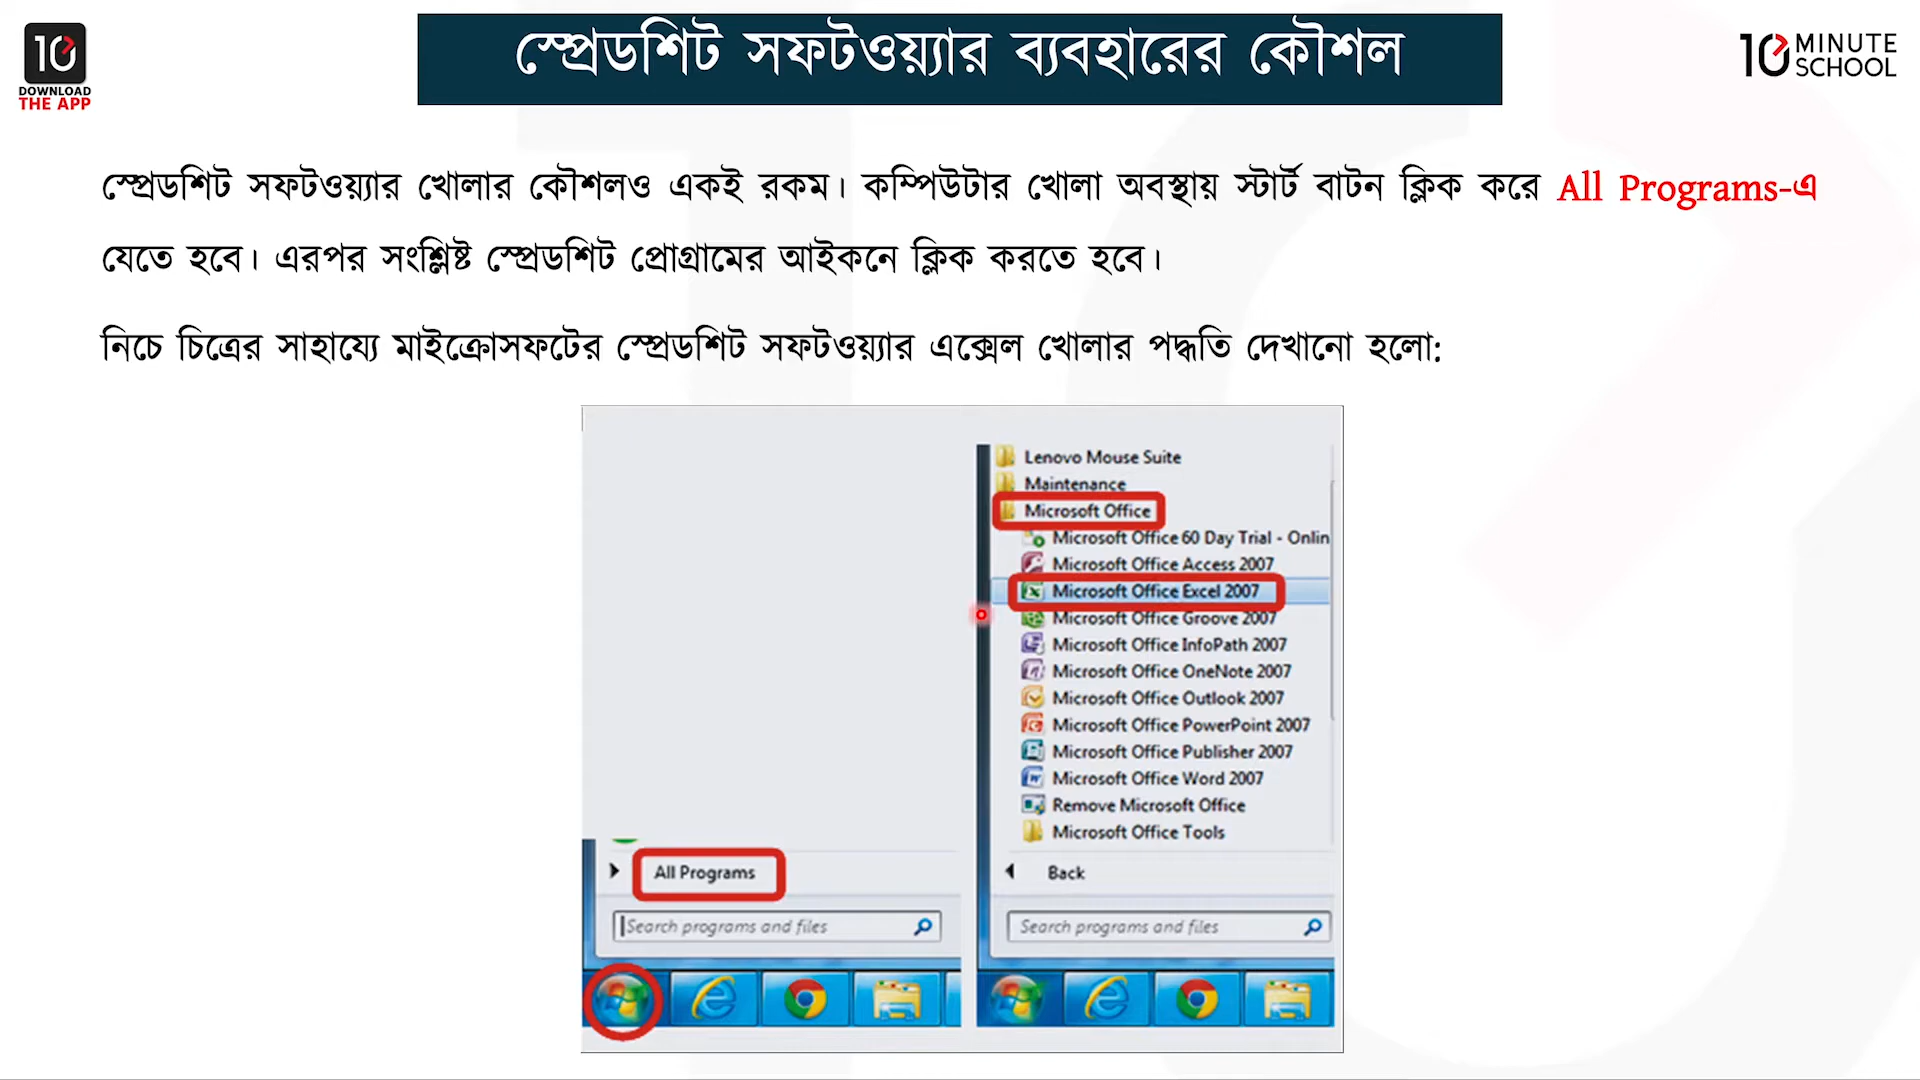 স্প্রেডশিট সফটওয়্যার ব্যবহারের কৌশল
10
DOWNLOAD
THE APP
10 MINUTE
SCHOOL
স্প্রেডশিট সফটওয়্যার খোলার কৌশলও একই রকম। কম্পিউটার খোলা অবস্থায় স্টার্ট বাটন ক্লিক করে All Programs-এ
যেতে হবে। এরপর সংশ্লিষ্ট স্প্রেডশিট প্রোগ্রামের আইকনে ক্লিক করতে হবে।
নিচে চিত্রের সাহায্যে মাইক্রোসফটের স্প্রেডশিট সফটওয়্যার এক্সেল খোলার পদ্ধতি দেখানো হলো:
All Programs
Search programs and files
Lenovo Mouse Suite
Maintenance
Microsoft Office
Microsoft Office 60 Day Trial - Onlin
Microsoft Office Access 2007
Microsoft Office Excel 2007
Microsoft Office Groove 2007
Microsoft Office InfoPath 2007
Microsoft Office OneNote 2007
Microsoft Office Outlook 2007
Microsoft Office PowerPoint 2007
Microsoft Office Publisher 2007
Microsoft Office Word 2007
Remove Microsoft Office
Microsoft Office Tools
Back
Search programs and files